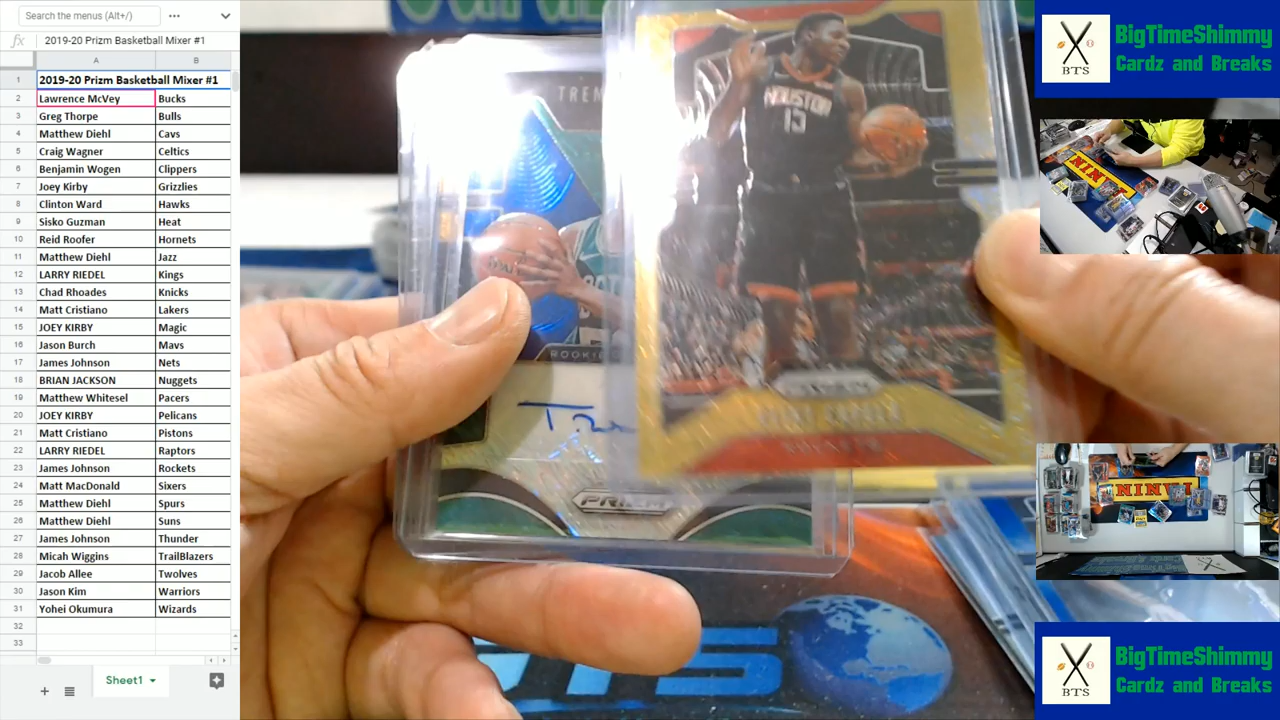 Search the menus (Alt+/)
fx 2019-20 Prizm Basketball Mixer #1
A B
1 2019-20 Prizm Basketball Mixer #1
2 Lawrence McVey Bucks
3 Greg Thorpe Bulls
4 Matthew Diehl Cavs
5 Craig Wagner Celtics
6 Benjamin Wogen Clippers
7 Joey Kirby Grizzlies
8 Clinton Ward Hawks
9 Sisko Guzman Heat
10 Reid Roofer Hornets
11 Matthew Diehl Jazz
12 LARRY RIEDEL Kings
13 Chad Rhoades Knicks
14 Matt Cristiano Lakers
15 JOEY KIRBY Magic
16 Jason Burch Mavs
17 James Johnson Nets
18 BRIAN JACKSON Nuggets
19 Matthew Whitesel Pacers
20 JOEY KIRBY Pelicans
21 Matt Cristiano Pistons
22 LARRY RIEDEL Raptors
23 James Johnson Rockets
24 Matt MacDonald Sixers
25 Matthew Diehl Spurs
26 Matthew Diehl Suns
27 James Johnson Thunder
28 Micah Wiggins TrailBlazers
29 Jacob Allee Twolves
30 Jason Kim Warriors
31 Yohei Okumura Wizards
32
33
Sheet1
TREM
ROOKIE
PRIZM
HOUSTON
15
BTS
BigTimeShimmy
Cardz and Breaks
BTS
PANINI
PANINI
BigTimeShimmy
Cardz and Breaks
BTS